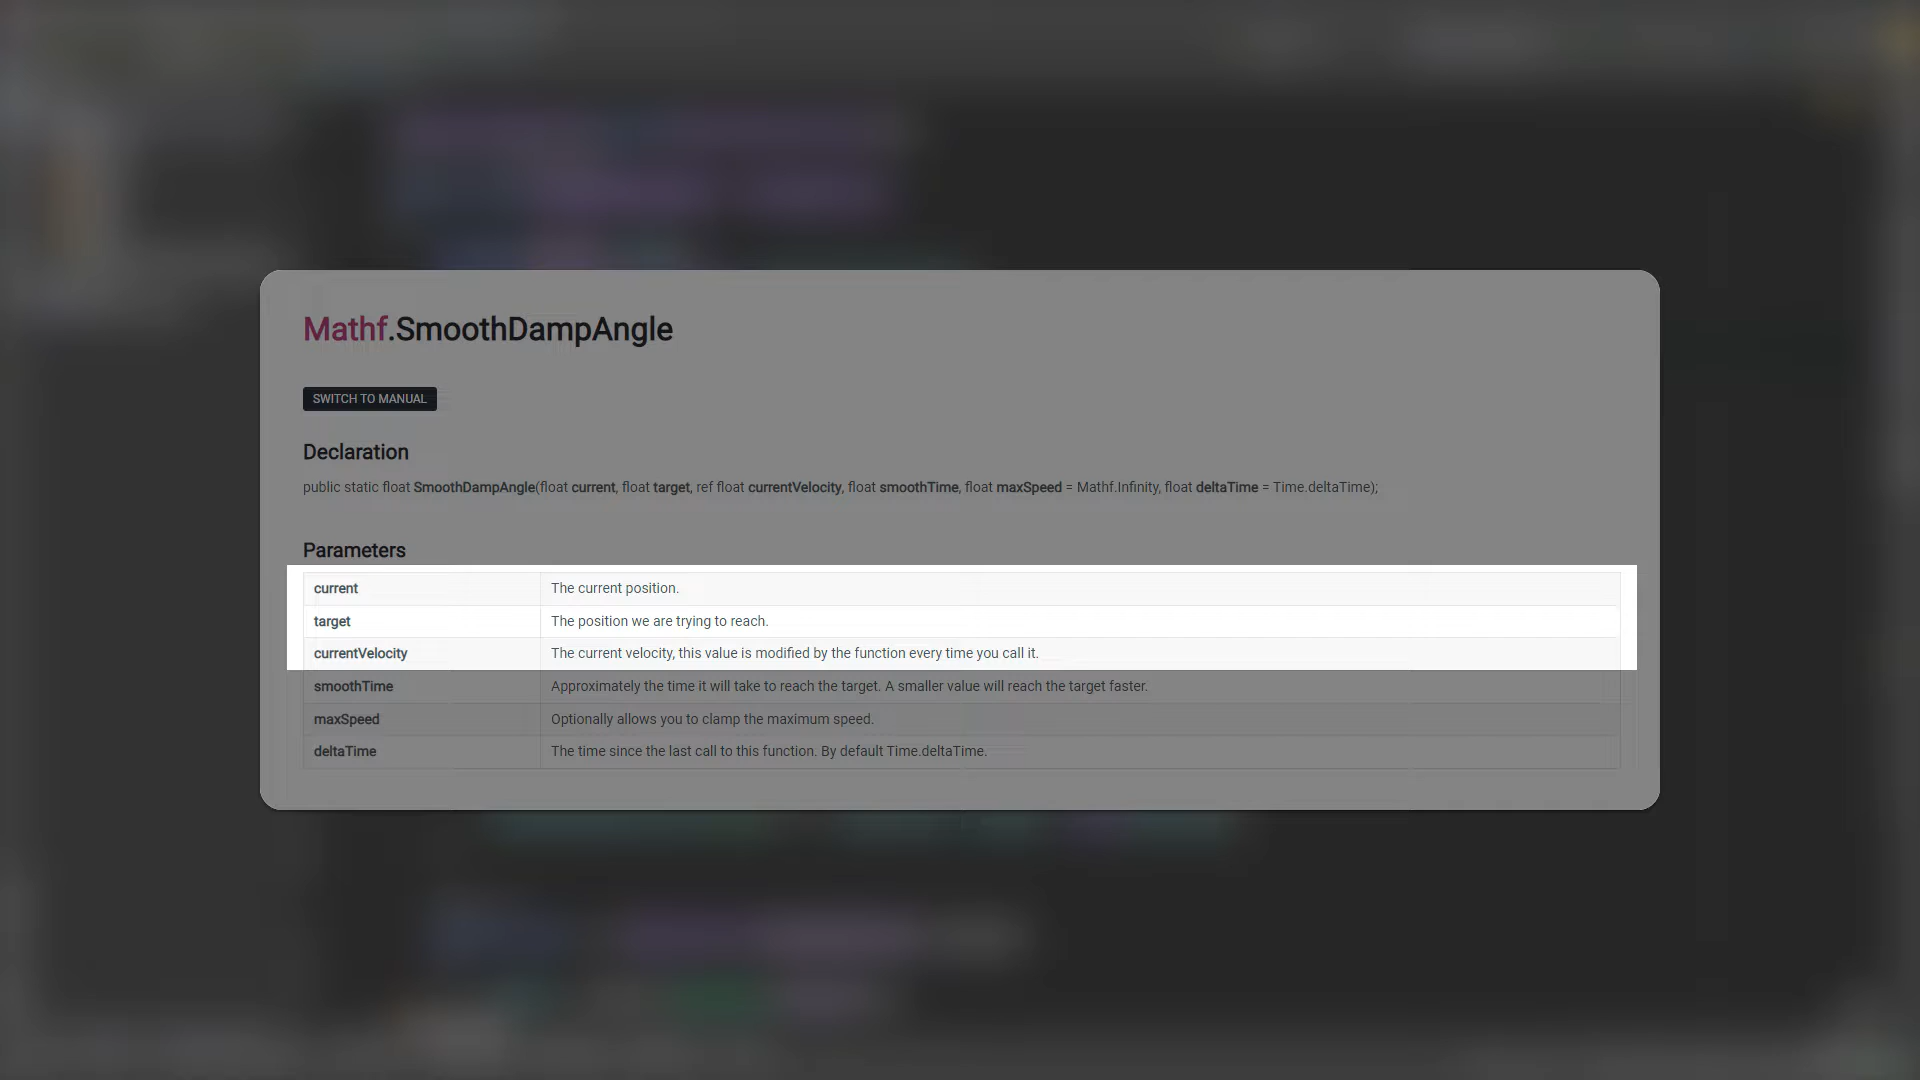 Mathf.SmoothDampAngle
SWITCH TO MANUAL
Declaration
public static float SmoothDampAngle(float current, float target, ref float currentVelocity, float smoothTime, float maxSpeed = Mathf.Infinity, float deltaTime = Time.deltaTime);
Parameters
current The current position.
target The position we are trying to reach.
currentVelocity The current velocity, this value is modified by the function every time you call it.
smoothTime Approximately the time it will take to reach the target. A smaller value will reach the target faster.
maxSpeed Optionally allows you to clamp the maximum speed.
deltaTime The time since the last call to this function. By default Time.deltaTime.